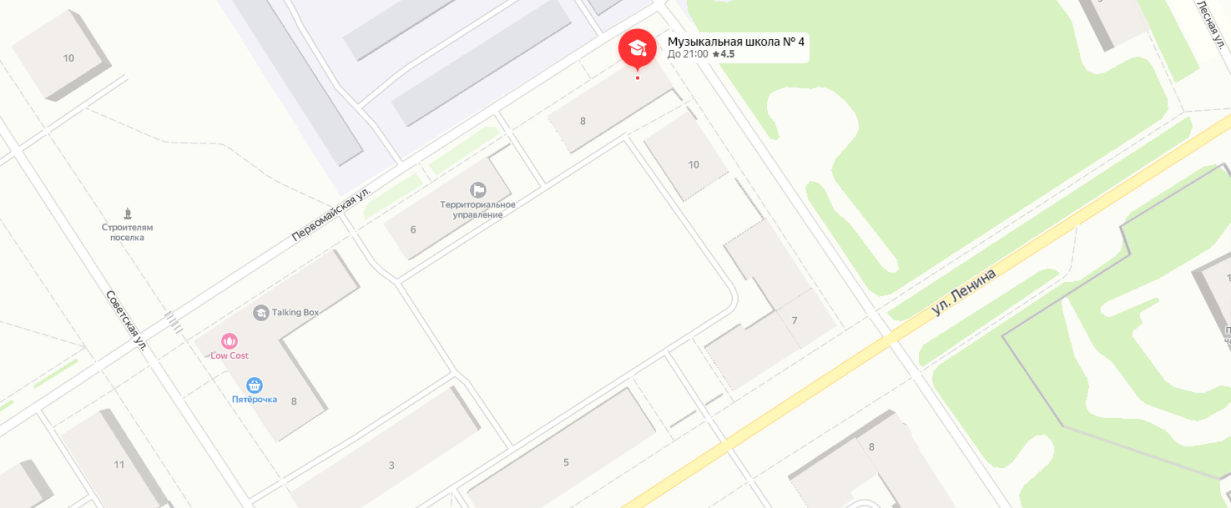 10
Музыкальная школа № 4
До 21:00 ★4.5
Лесная ул.
8
10
Территориальное
управление
6
Первомайская ул.
Строителям
поселка
Советская ул.
Talking Box
Low Cost
Пятёрочка
8
ул. Ленина
7
11
3
5
8